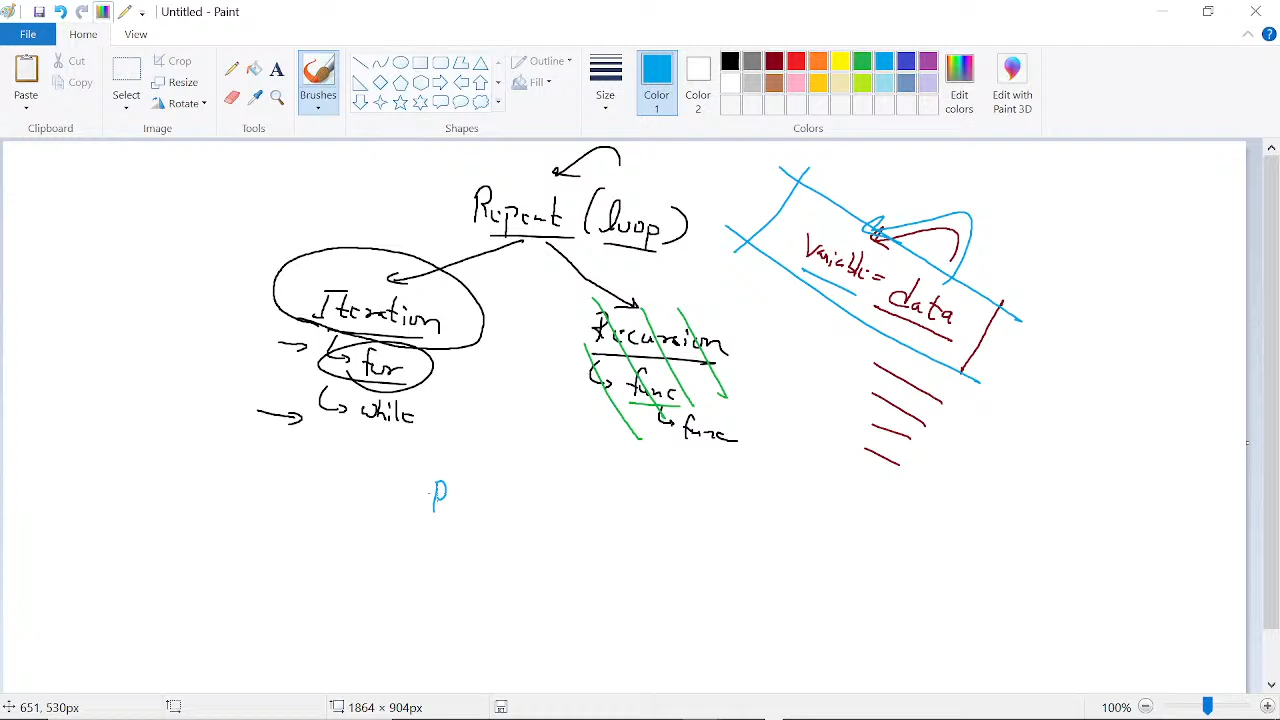 Untitled - Paint
File
Home
View
Paste
Cut
Copy
Clipboard
Select
Crop
Rotate
Image
Tools
Brushes
Outline
Fill
Shapes
Size
Color 1
Color 2
Edit colors
Edit with Paint 3D
Colors
Repeat (loop)
Iteration
for
while
Recursion
func
func
variable = data
p
651, 530px
1864 × 904px
100%